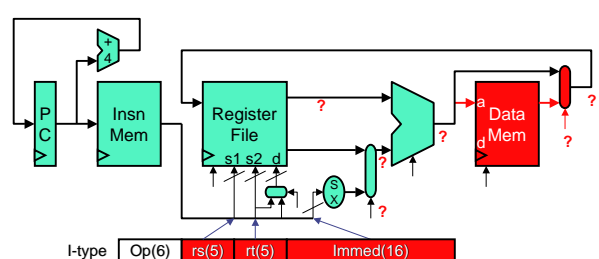 +
4
P
C
Insn
Mem
Register
File
s1 s2 d
S
X
?
?
?
?
a
Data
Mem
d
?
?
?
I-type Op(6) rs(5) rt(5) Immed(16)